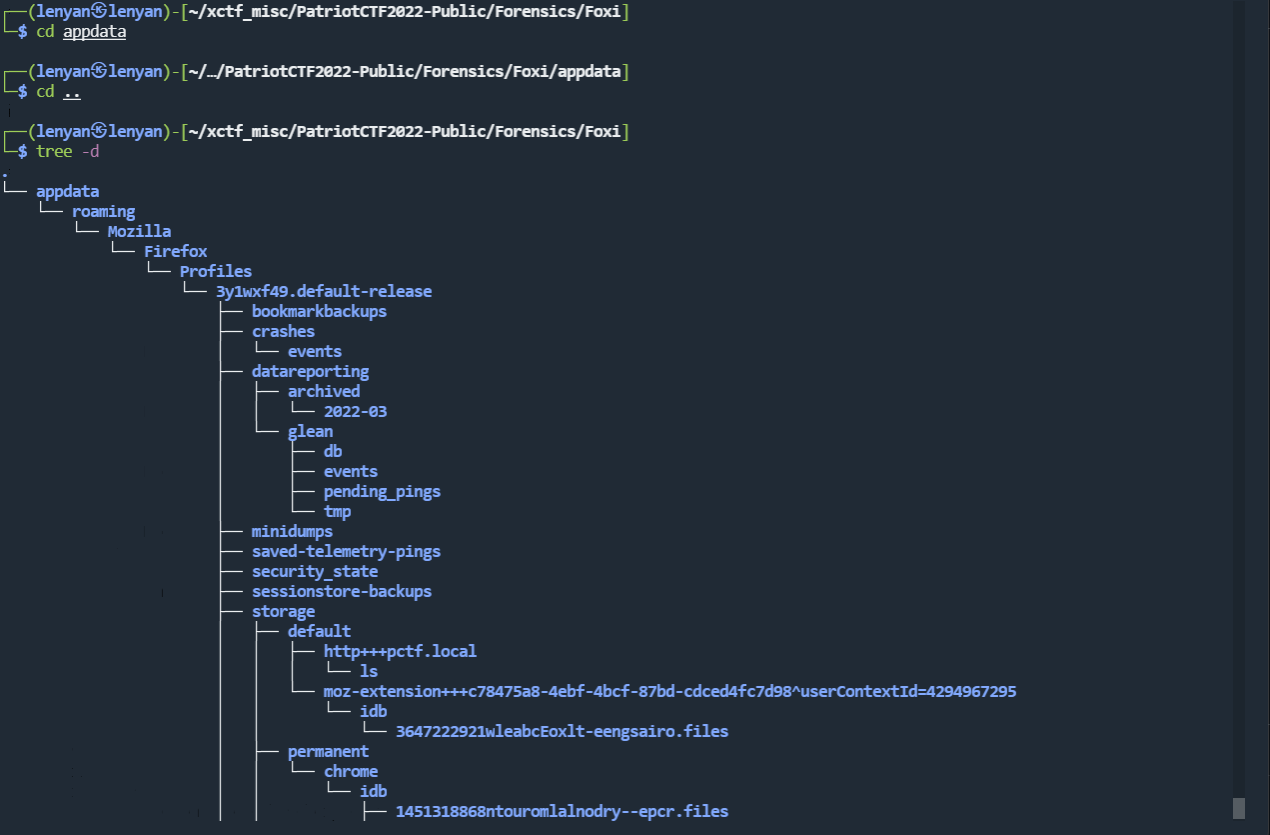 ┌──(lenyan㉿lenyan)-[~/xctf_misc/PatriotCTF2022-Public/Forensics/Foxi]
└─$ cd appdata
┌──(lenyan㉿lenyan)-[~/…/PatriotCTF2022-Public/Forensics/Foxi/appdata]
└─$ cd ..
┌──(lenyan㉿lenyan)-[~/xctf_misc/PatriotCTF2022-Public/Forensics/Foxi]
└─$ tree -d
.
└── appdata
    └── roaming
        └── Mozilla
            └── Firefox
                └── Profiles
                    └── 3y1wxf49.default-release
                        ├── bookmarkbackups
                        ├── crashes
                        │   └── events
                        ├── datareporting
                        │   ├── archived
                        │   │   └── 2022-03
                        │   └── glean
                        │       ├── db
                        │       ├── events
                        │       ├── pending_pings
                        │       └── tmp
                        ├── minidumps
                        ├── saved-telemetry-pings
                        ├── security_state
                        ├── sessionstore-backups
                        ├── storage
                        │   ├── default
                        │   │   ├── http+++pctf.local
                        │   │   │   └── ls
                        │   │   └── moz-extension+++c78475a8-4ebf-4bcf-87bd-cdced4fc7d98^userContextId=4294967295
                        │   │       └── idb
                        │   │           └── 3647222921wleabcEoxlt-eengsairo.files
                        │   ├── permanent
                        │   │   └── chrome
                        │   │       └── idb
                        │   │           ├── 1451318868ntouromlalnodry--epcr.files